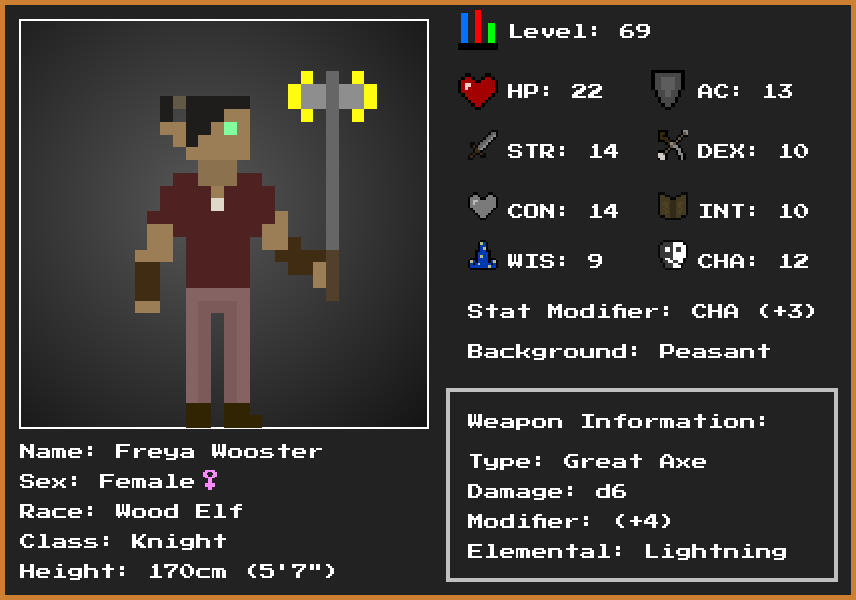 Level: 69
HP: 22 AC: 13
STR: 14 DEX: 10
CON: 14 INT: 10
WIS: 9 CHA: 12
Stat Modifier: CHA (+3)
Background: Peasant
Weapon Information:
Type: Great Axe
Damage: d6
Modifier: (+4)
Elemental: Lightning
Name: Freya Wooster
Sex: Female♀
Race: Wood Elf
Class: Knight
Height: 170cm (5'7")